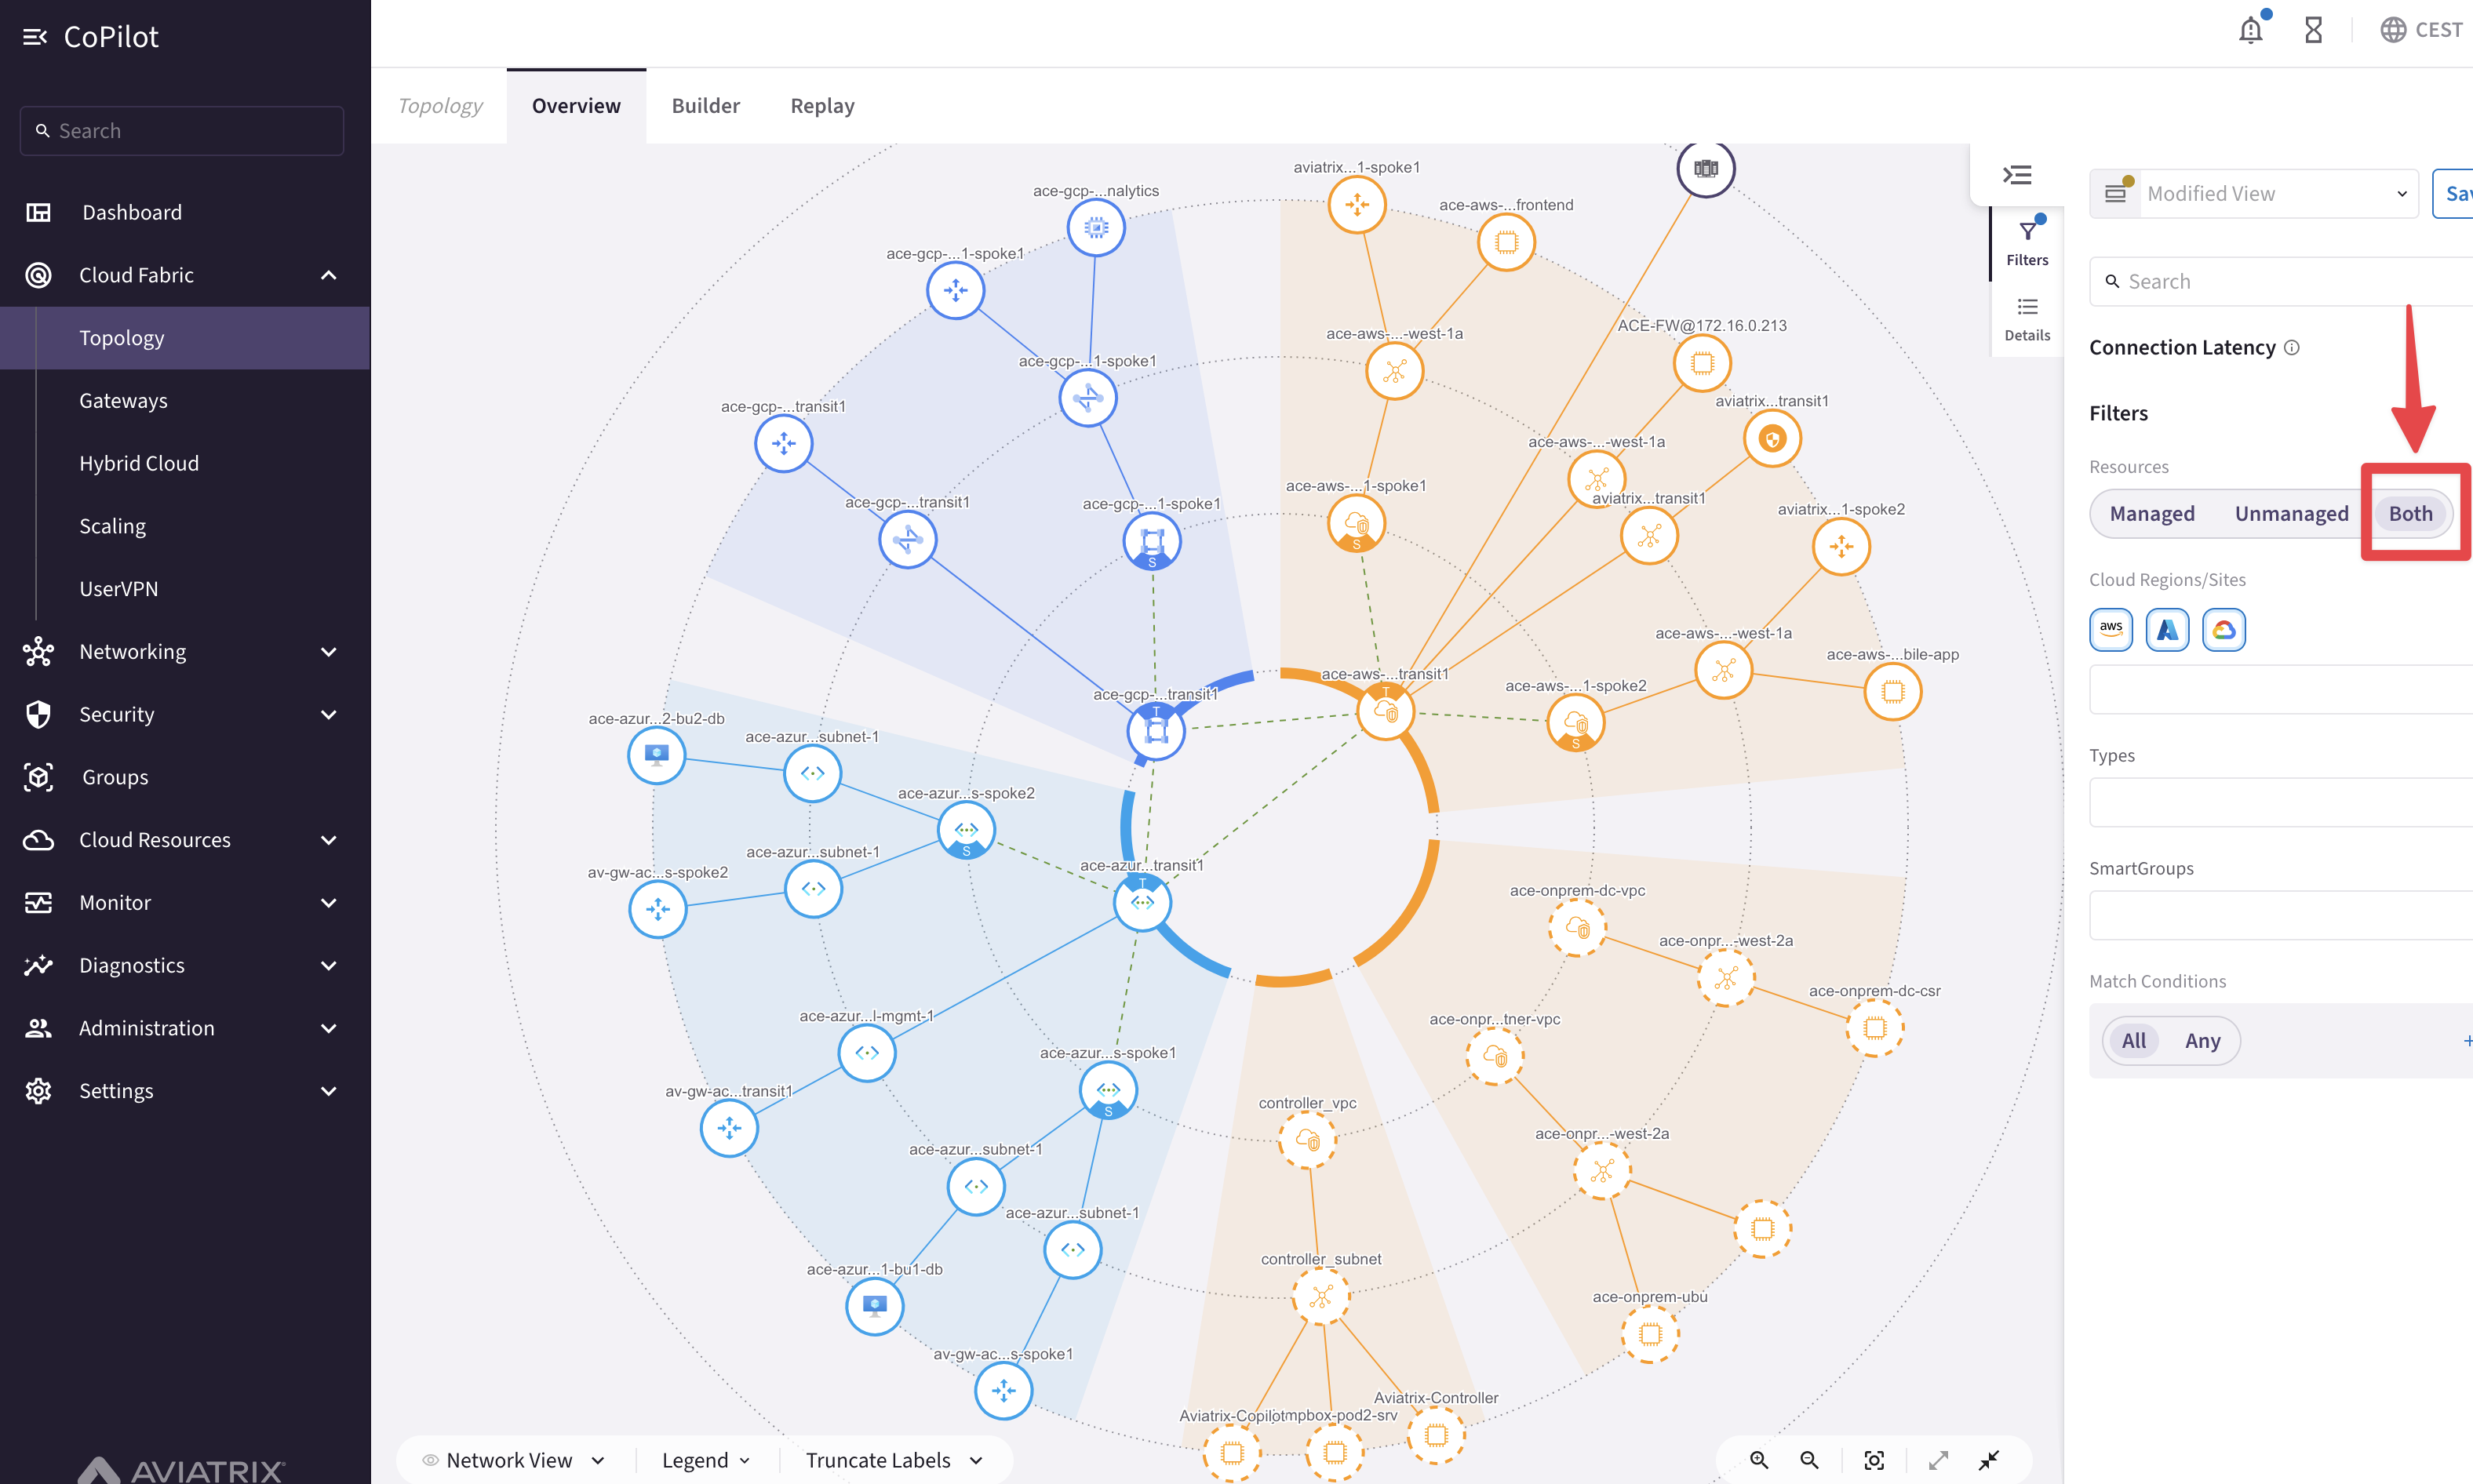 CoPilot
CEST
Search
Topology
Overview
Builder
Replay
Modified View
Sav
Dashboard
Cloud Fabric
Topology
Gateways
Hybrid Cloud
Scaling
UserVPN
Networking
Security
Groups
Cloud Resources
Monitor
Diagnostics
Administration
Settings
AVIATRIX
aviatrix...1-spoke1
ace-gcp-...nalytics
ace-aws-...frontend
ace-gcp-...1-spoke1
ACE-FW@172.16.0.213
ace-aws-...-west-1a
ace-gcp-...1-spoke1
aviatrix...transit1
ace-gcp-...transit1
ace-aws-...-west-1a
ace-aws-...1-spoke1
aviatrix...transit1
ace-gcp-...transit1
ace-gcp-...1-spoke1
aviatrix...1-spoke2
S
S
ace-aws-...-west-1a
ace-aws-...bile-app
ace-aws-...transit1
ace-aws-...1-spoke2
ace-gcp-...transit1
T
T
S
ace-azur...2-bu2-db
ace-azur...subnet-1
ace-azur...s-spoke2
S
ace-azur...subnet-1
av-gw-ac...s-spoke2
ace-azur...transit1
T
ace-onprem-dc-vpc
ace-onpr...-west-2a
ace-onprem-dc-csr
ace-azur...l-mgmt-1
ace-onpr...tner-vpc
ace-azur...s-spoke1
S
av-gw-ac...transit1
controller_vpc
ace-onpr...-west-2a
ace-azur...subnet-1
ace-azur...subnet-1
controller_subnet
ace-azur...1-bu1-db
ace-onprem-ubu
av-gw-ac...s-spoke1
Aviatrix-Controller
Aviatrix-Copil
mpbox-pod2-srv
Network View
Legend
Truncate Labels
Filters
Details
Search
Connection Latency
Filters
Resources
Managed
Unmanaged
Both
Cloud Regions/Sites
aws
Types
SmartGroups
Match Conditions
All
Any
+